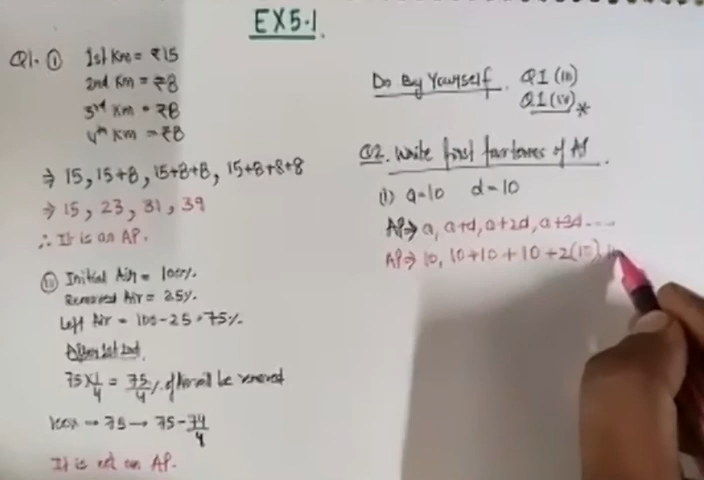 EX5.1.
Q1. (i) 1st Km = ₹15
2nd Km = ₹8
3rd Km = ₹8
4th Km = ₹8
⇒ 15, 15+8, 15+8+8, 15+8+8+8
⇒ 15, 23, 31, 39
∴ It is an AP.
(ii) Initial Air = 100%.
Removed Air = 25%.
Left Air = 100-25=75%
75×1/4 = 75/4 % of Air will be removed
→ 75 → 75-74/4
It is not an AP.
Do By Yourself. Q1(iii)
Q1(iv)*
Q2. Write first four terms of AP.
(i) a=10 d=10
AP⇒ a, a+d, a+2d, a+3d ....
AP⇒ 10, 10+10 + 10 +2(10),